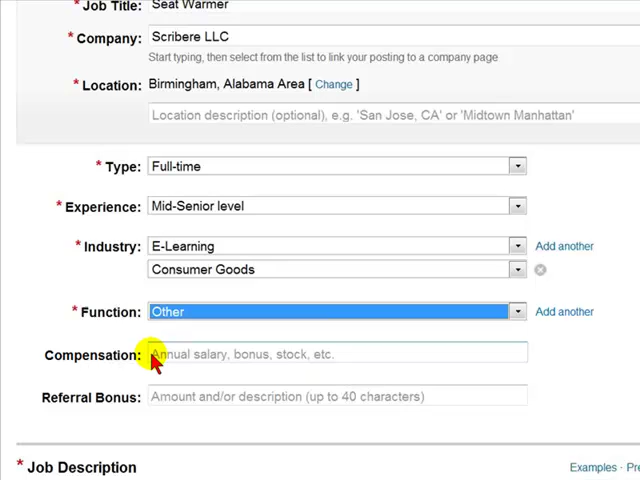 * Job Title: Seat Warmer
* Company: Scribere LLC
Start typing, then select from the list to link your posting to a company page
* Location: Birmingham, Alabama Area [ Change ]
Location description (optional), e.g. 'San Jose, CA' or 'Midtown Manhattan'
* Type: Full-time
* Experience: Mid-Senior level
* Industry: E-Learning Add another
Consumer Goods
* Function: Other Add another
Compensation: Annual salary, bonus, stock, etc.
Referral Bonus: Amount and/or description (up to 40 characters)
* Job Description Examples · Pre